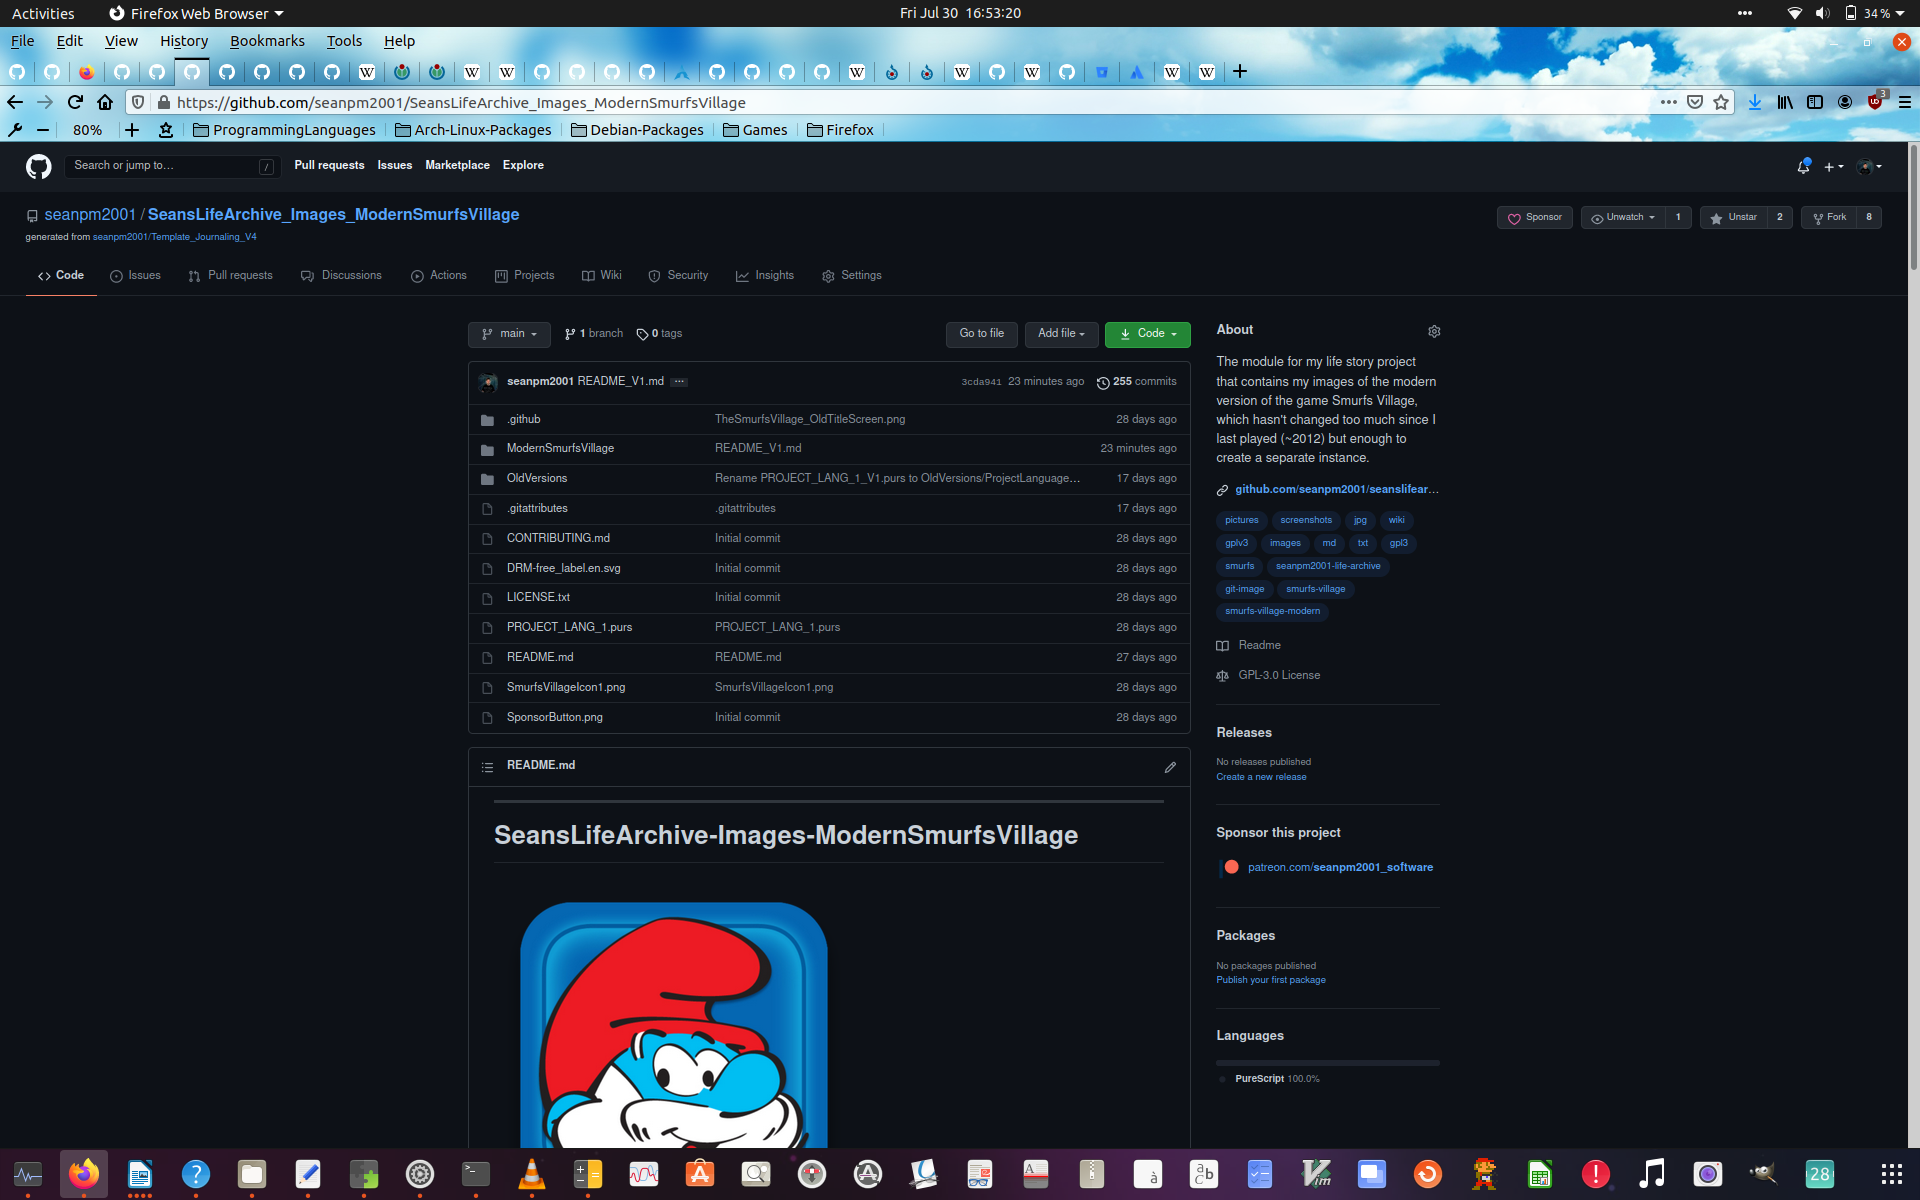 Activities Firefox Web Browser Fri Jul 30 16:53:20 34 %
File Edit View History Bookmarks Tools Help
https://github.com/seanpm2001/SeansLifeArchive_Images_ModernSmurfsVillage 3
80% ProgrammingLanguages Arch-Linux-Packages Debian-Packages Games Firefox
Search or jump to… / Pull requests Issues Marketplace Explore
seanpm2001 / SeansLifeArchive_Images_ModernSmurfsVillage Sponsor Unwatch 1 Unstar 2 Fork 8
generated from seanpm2001/Template_Journaling_V4
Code Issues Pull requests Discussions Actions Projects Wiki Security Insights Settings
main 1 branch 0 tags Go to file Add file Code
seanpm2001 README_V1.md ... 3cda941 23 minutes ago 255 commits
.github TheSmurfsVillage_OldTitleScreen.png 28 days ago
ModernSmurfsVillage README_V1.md 23 minutes ago
OldVersions Rename PROJECT_LANG_1_V1.purs to OldVersions/ProjectLanguage… 17 days ago
.gitattributes .gitattributes 17 days ago
CONTRIBUTING.md Initial commit 28 days ago
DRM-free_label.en.svg Initial commit 28 days ago
LICENSE.txt Initial commit 28 days ago
PROJECT_LANG_1.purs PROJECT_LANG_1.purs 28 days ago
README.md README.md 27 days ago
SmurfsVillageIcon1.png SmurfsVillageIcon1.png 28 days ago
SponsorButton.png Initial commit 28 days ago
README.md
SeansLifeArchive-Images-ModernSmurfsVillage
About
The module for my life story project
that contains my images of the modern
version of the game Smurfs Village,
which hasn't changed too much since I
last played (~2012) but enough to
create a separate instance.
github.com/seanpm2001/seanslifear…
pictures screenshots jpg wiki
gplv3 images md txt gpl3
smurfs seanpm2001-life-archive
git-image smurfs-village
smurfs-village-modern
Readme
GPL-3.0 License
Releases
No releases published
Create a new release
Sponsor this project
patreon.com/seanpm2001_software
Packages
No packages published
Publish your first package
Languages
PureScript 100.0%
28